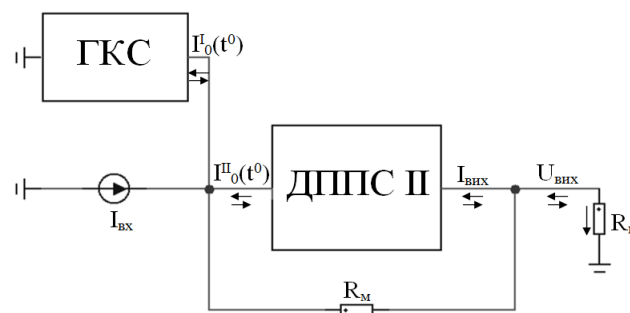 ГКС
I^I_0(t^0)
I^II_0(t^0)
ДППС II
I_вих
U_вих
I_вх
R_м